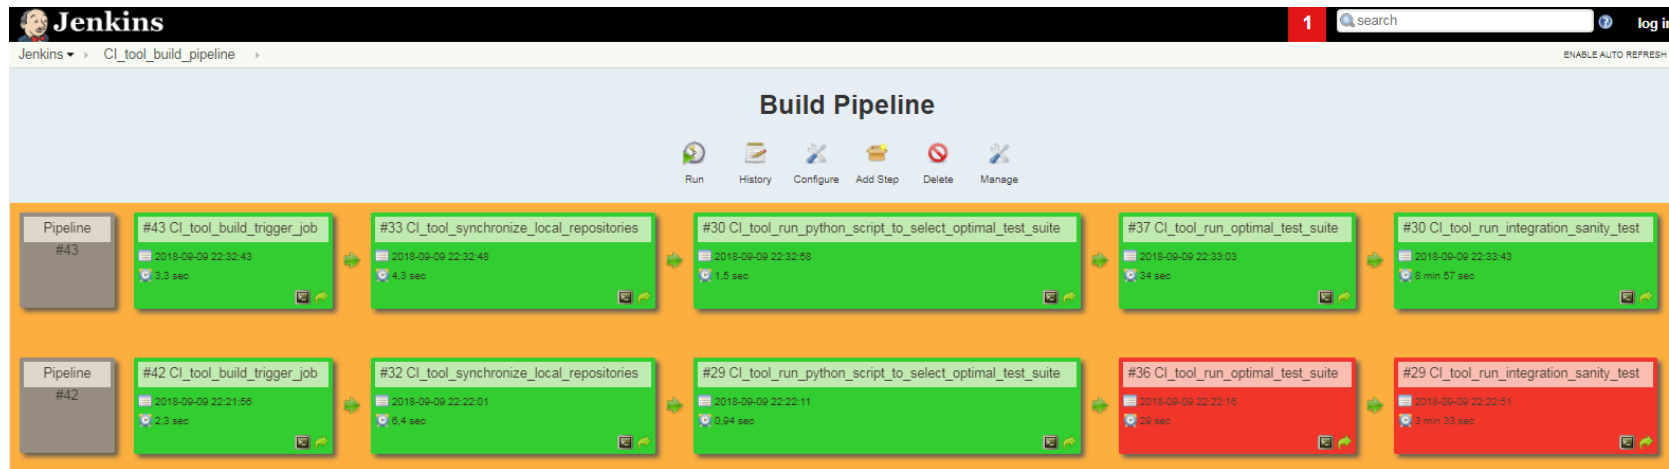 Jenkins
1
search
log in
Jenkins
CI_tool_build_pipeline
ENABLE AUTO REFRESH
Build Pipeline
Run
History
Configure
Add Step
Delete
Manage
Pipeline
#43
#43 CI_tool_build_trigger_job
2018-09-09 22:32:43
3,3 sec
#33 CI_tool_synchronize_local_repositories
2018-09-09 22:32:48
4,3 sec
#30 CI_tool_run_python_script_to_select_optimal_test_suite
2018-09-09 22:32:58
1,5 sec
#37 CI_tool_run_optimal_test_suite
2018-09-09 22:33:03
34 sec
#30 CI_tool_run_integration_sanity_test
2018-09-09 22:33:43
8 min 57 sec
Pipeline
#42
#42 CI_tool_build_trigger_job
2018-09-09 22:21:56
2,3 sec
#32 CI_tool_synchronize_local_repositories
2018-09-09 22:22:01
6,4 sec
#29 CI_tool_run_python_script_to_select_optimal_test_suite
2018-09-09 22:22:11
0,94 sec
#36 CI_tool_run_optimal_test_suite
2018-09-09 22:22:16
29 sec
#29 CI_tool_run_integration_sanity_test
2018-09-09 22:22:51
3 min 33 sec